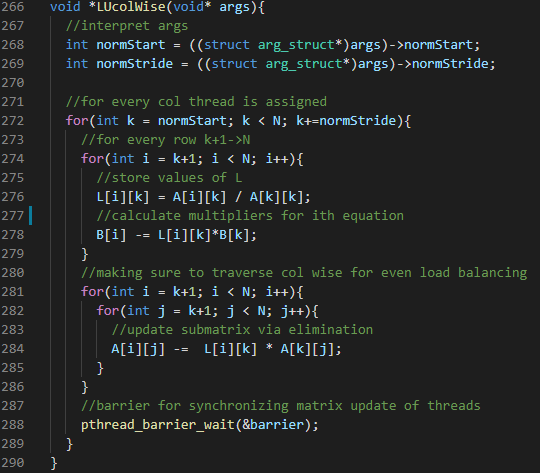 266 void *LUcolWise(void* args){
267   //interpret args
268   int normStart = ((struct arg_struct*)args)->normStart;
269   int normStride = ((struct arg_struct*)args)->normStride;
270
271   //for every col thread is assigned
272   for(int k = normStart; k < N; k+=normStride){
273     //for every row k+1->N
274     for(int i = k+1; i < N; i++){
275       //store values of L
276       L[i][k] = A[i][k] / A[k][k];
277       //calculate multipliers for ith equation
278       B[i] -= L[i][k]*B[k];
279     }
280     //making sure to traverse col wise for even load balancing
281     for(int i = k+1; i < N; i++){
282       for(int j = k+1; j < N; j++){
283         //update submatrix via elimination
284         A[i][j] -=  L[i][k] * A[k][j];
285       }
286     }
287     //barrier for synchronizing matrix update of threads
288     pthread_barrier_wait(&barrier);
289   }
290 }